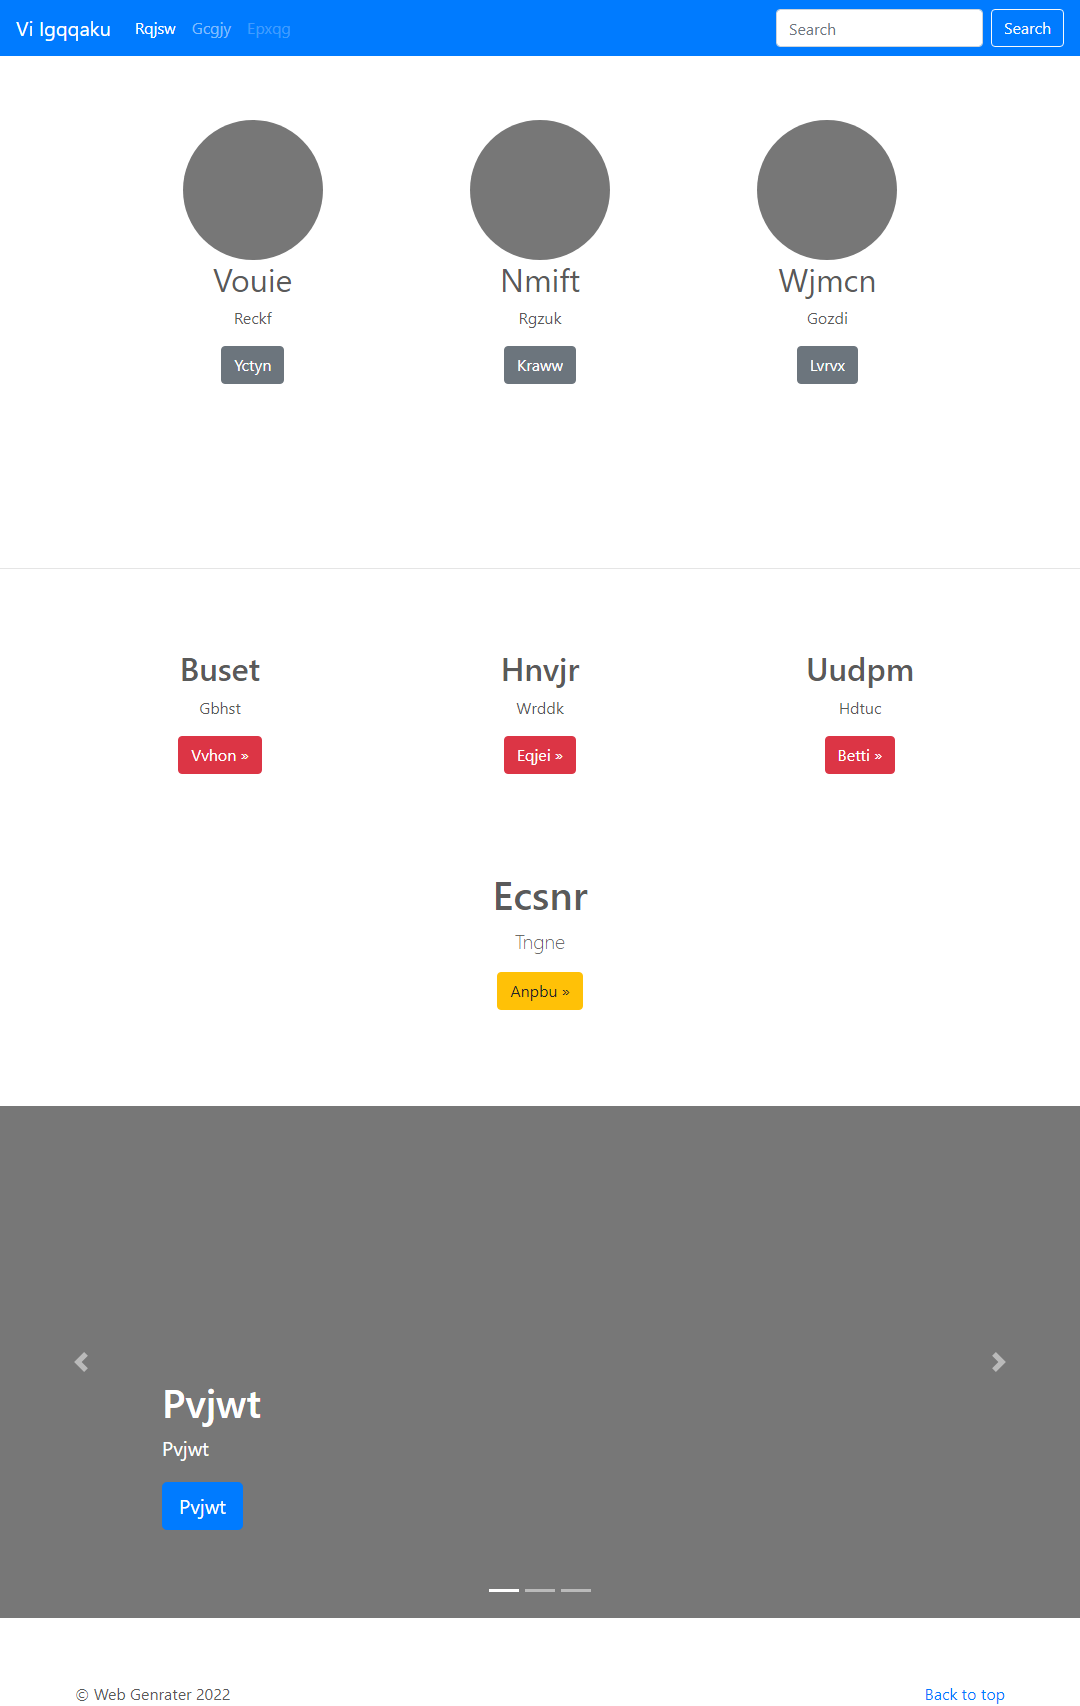 Vi Igqqaku Rqjsw Gcgjy Epxqg Search Search
Vouie Nmift Wjmcn
Reckf Rgzuk Gozdi
Yctyn Kraww Lvrvx
Buset Hnvjr Uudpm
Gbhst Wrddk Hdtuc
Vvhon » Eqjei » Betti »
Ecsnr
Tngne
Anpbu »
Pvjwt
Pvjwt
Pvjwt
© Web Genrater 2022 Back to top